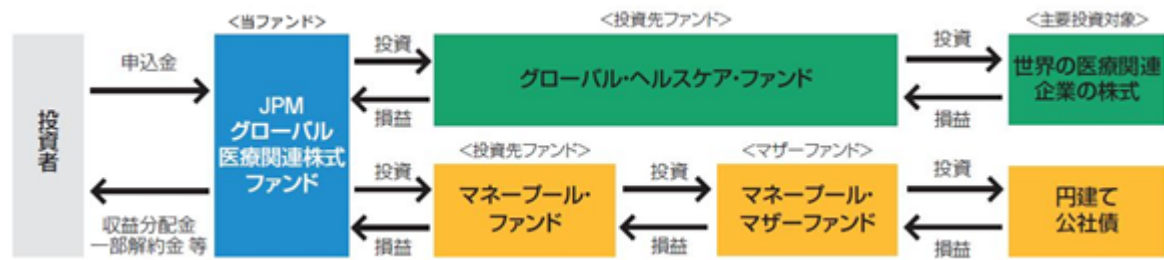 <当ファンド>
<投資先ファンド>
<主要投資対象>
投資者
申込金
収益分配金
一部解約金 等
JPM
グローバル
医療関連株式
ファンド
投資
損益
グローバル・ヘルスケア・ファンド
投資
損益
世界の医療関連
企業の株式
投資
損益
<投資先ファンド>
マネープール・
ファンド
投資
損益
<マザーファンド>
マネープール・
マザーファンド
投資
損益
円建て
公社債